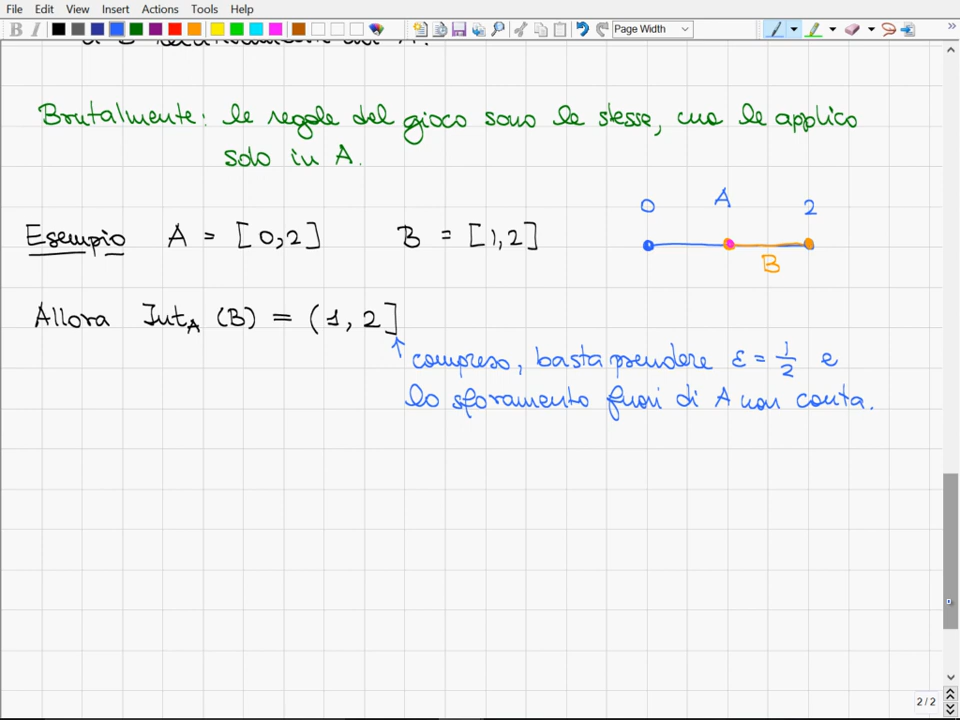 File Edit View Insert Actions Tools Help
B I Page Width
Brutalmente: le regole del gioco sono le stesse, ma le applico
solo in A.
0 A 2
Esempio A = [0,2] B = [1,2]
B
Allora Int_A (B) = (1, 2]
↑ compreso, basta prendere ε = 1/2 e
lo sforamento fuori di A non conta.
2 / 2